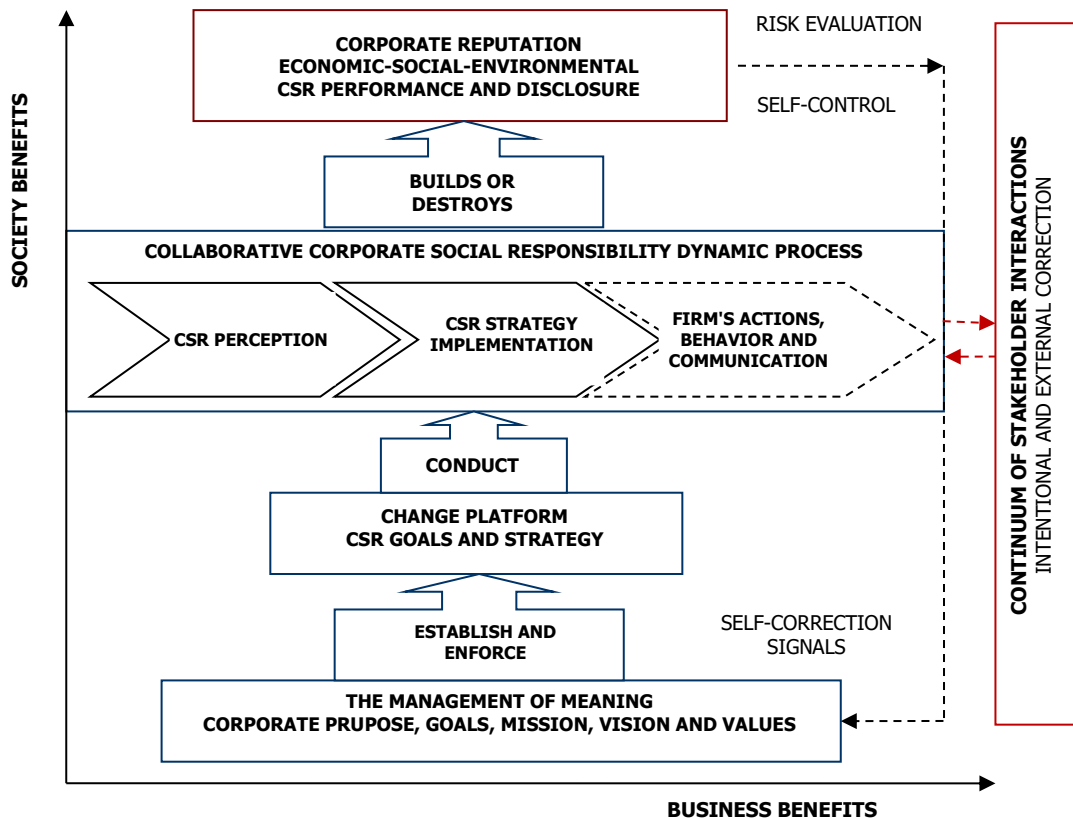 SOCIETY BENEFITS
CORPORATE REPUTATION
ECONOMIC-SOCIAL-ENVIRONMENTAL
CSR PERFORMANCE AND DISCLOSURE
RISK EVALUATION
SELF-CONTROL
BUILDS OR
DESTROYS
COLLABORATIVE CORPORATE SOCIAL RESPONSIBILITY DYNAMIC PROCESS
CSR PERCEPTION
CSR STRATEGY
IMPLEMENTATION
FIRM'S ACTIONS,
BEHAVIOR AND
COMMUNICATION
CONTINUUM OF STAKEHOLDER INTERACTIONS
INTENTIONAL AND EXTERNAL CORRECTION
CONDUCT
CHANGE PLATFORM
CSR GOALS AND STRATEGY
ESTABLISH AND
ENFORCE
SELF-CORRECTION
SIGNALS
THE MANAGEMENT OF MEANING
CORPORATE PRUPOSE, GOALS, MISSION, VISION AND VALUES
BUSINESS BENEFITS